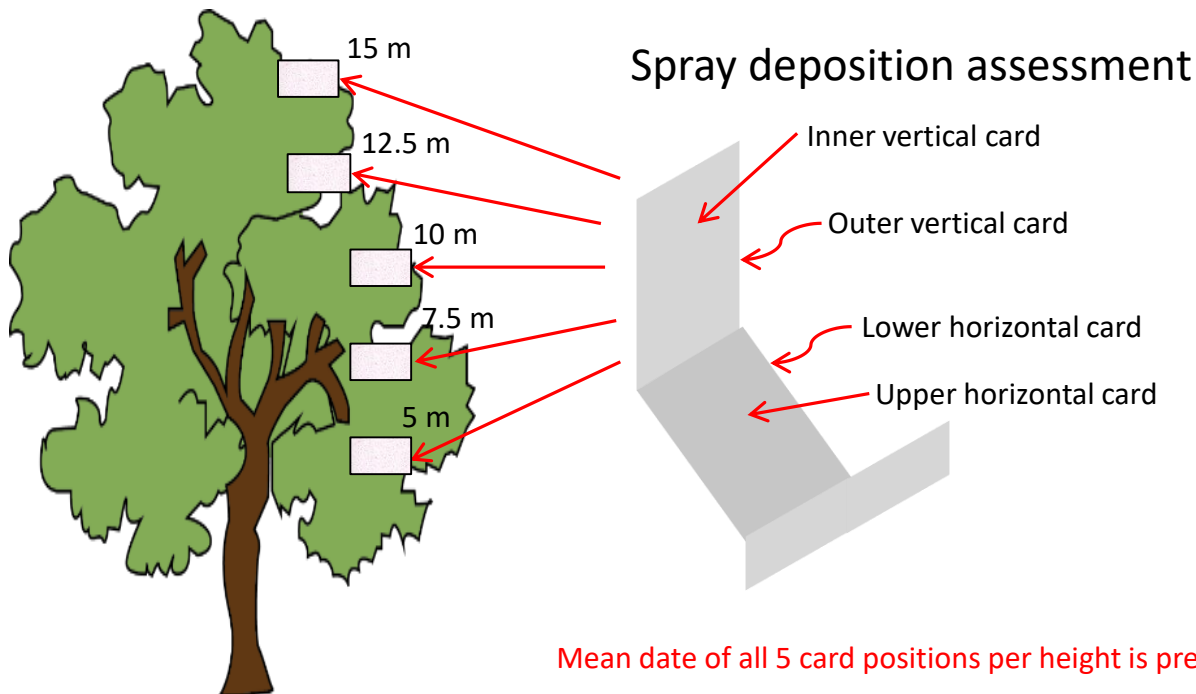 Spray deposition assessment
15 m
12.5 m
10 m
7.5 m
5 m
Inner vertical card
Outer vertical card
Lower horizontal card
Upper horizontal card
Mean date of all 5 card positions per height is pre